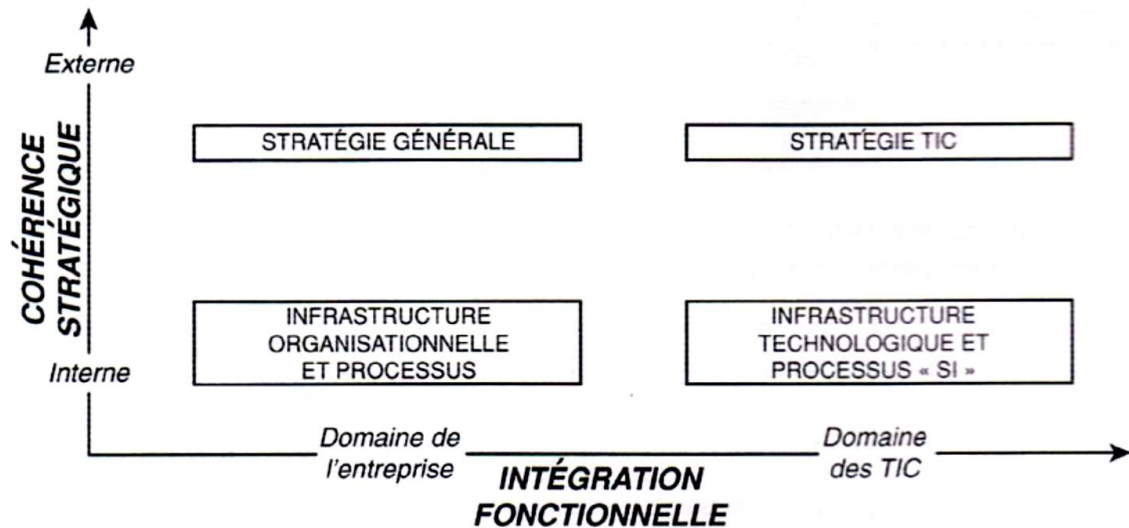 Externe
COHÉRENCE
STRATÉGIQUE
STRATÉGIE GÉNÉRALE
STRATÉGIE TIC
INFRASTRUCTURE
ORGANISATIONNELLE
ET PROCESSUS
INFRASTRUCTURE
TECHNOLOGIQUE ET
PROCESSUS « SI »
Interne
Domaine de
l'entreprise
Domaine
des TIC
INTÉGRATION
FONCTIONNELLE